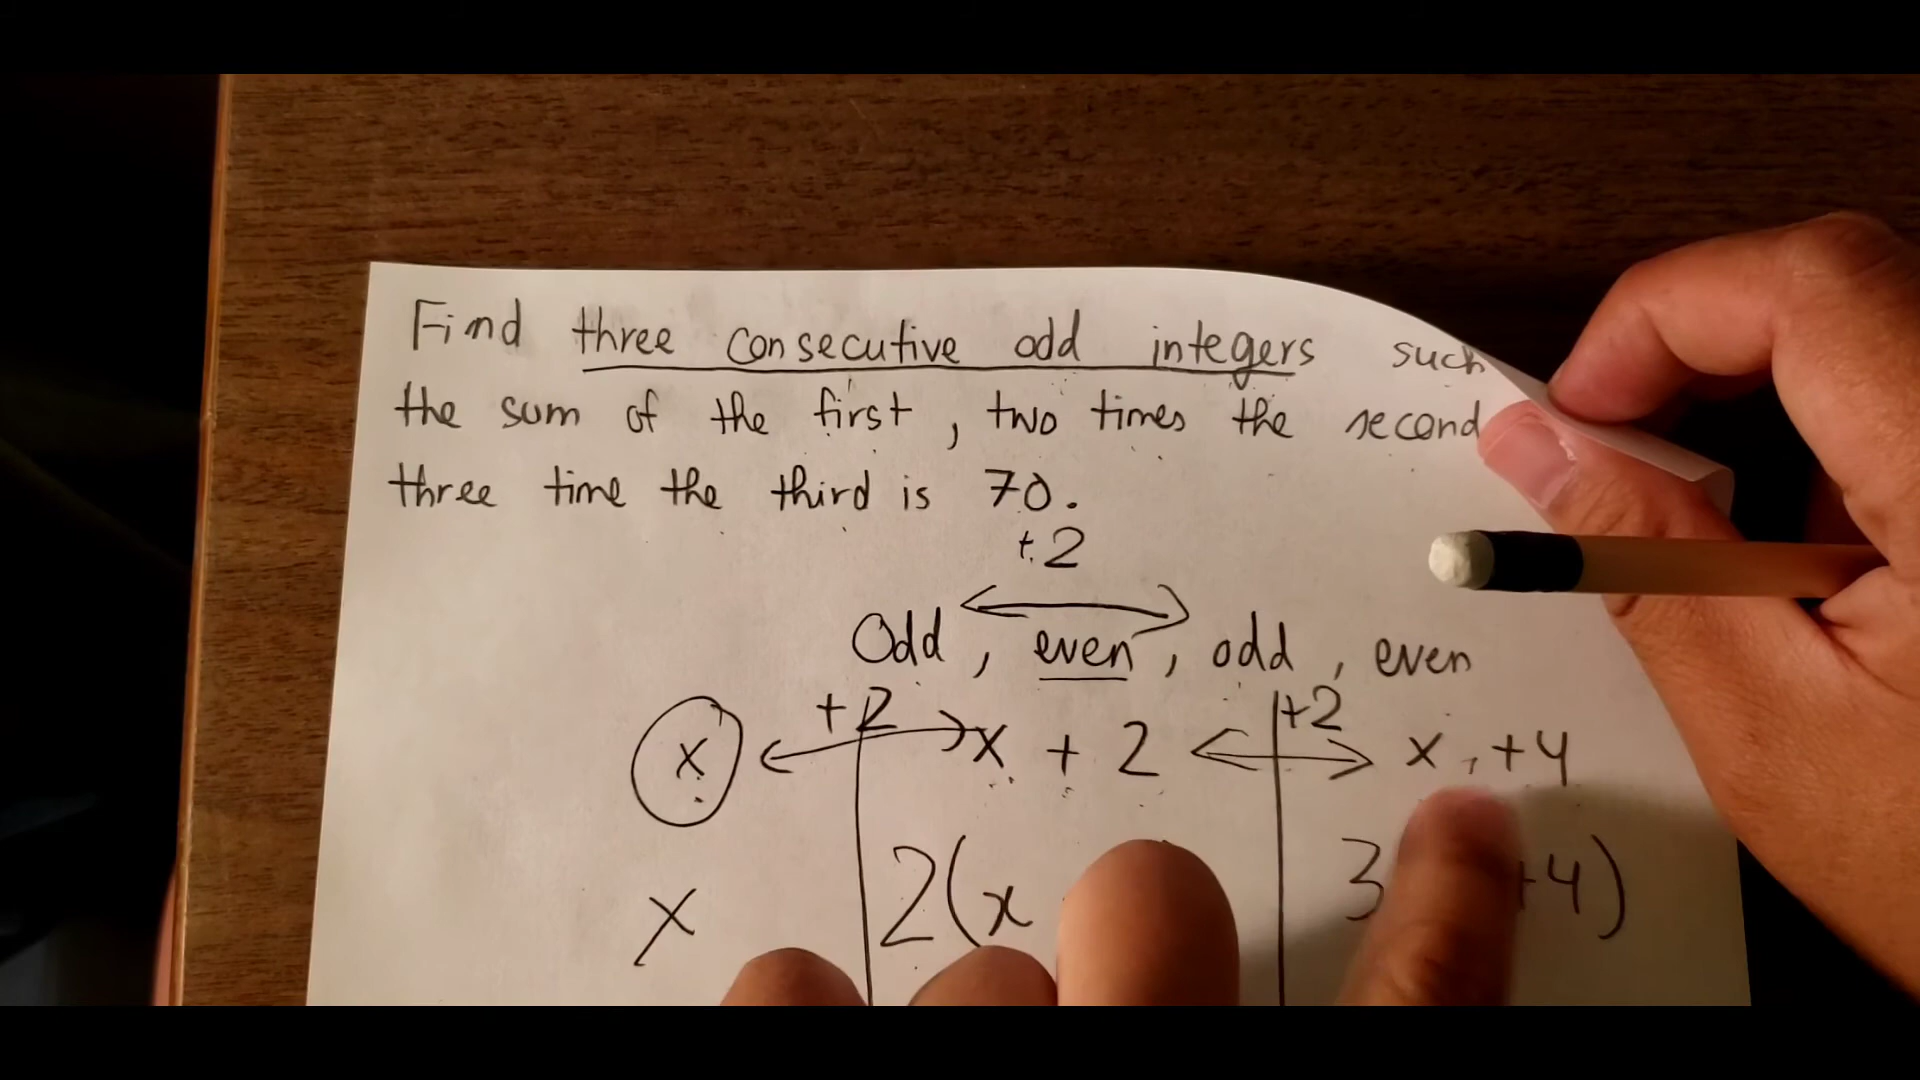 Find three consecutive odd integers such
the sum of the first, two times the second
three time the third is 70.
+2
Odd, even, odd, even
+2 +2
x x + 2 x + 4
x 2(x 3 +4)